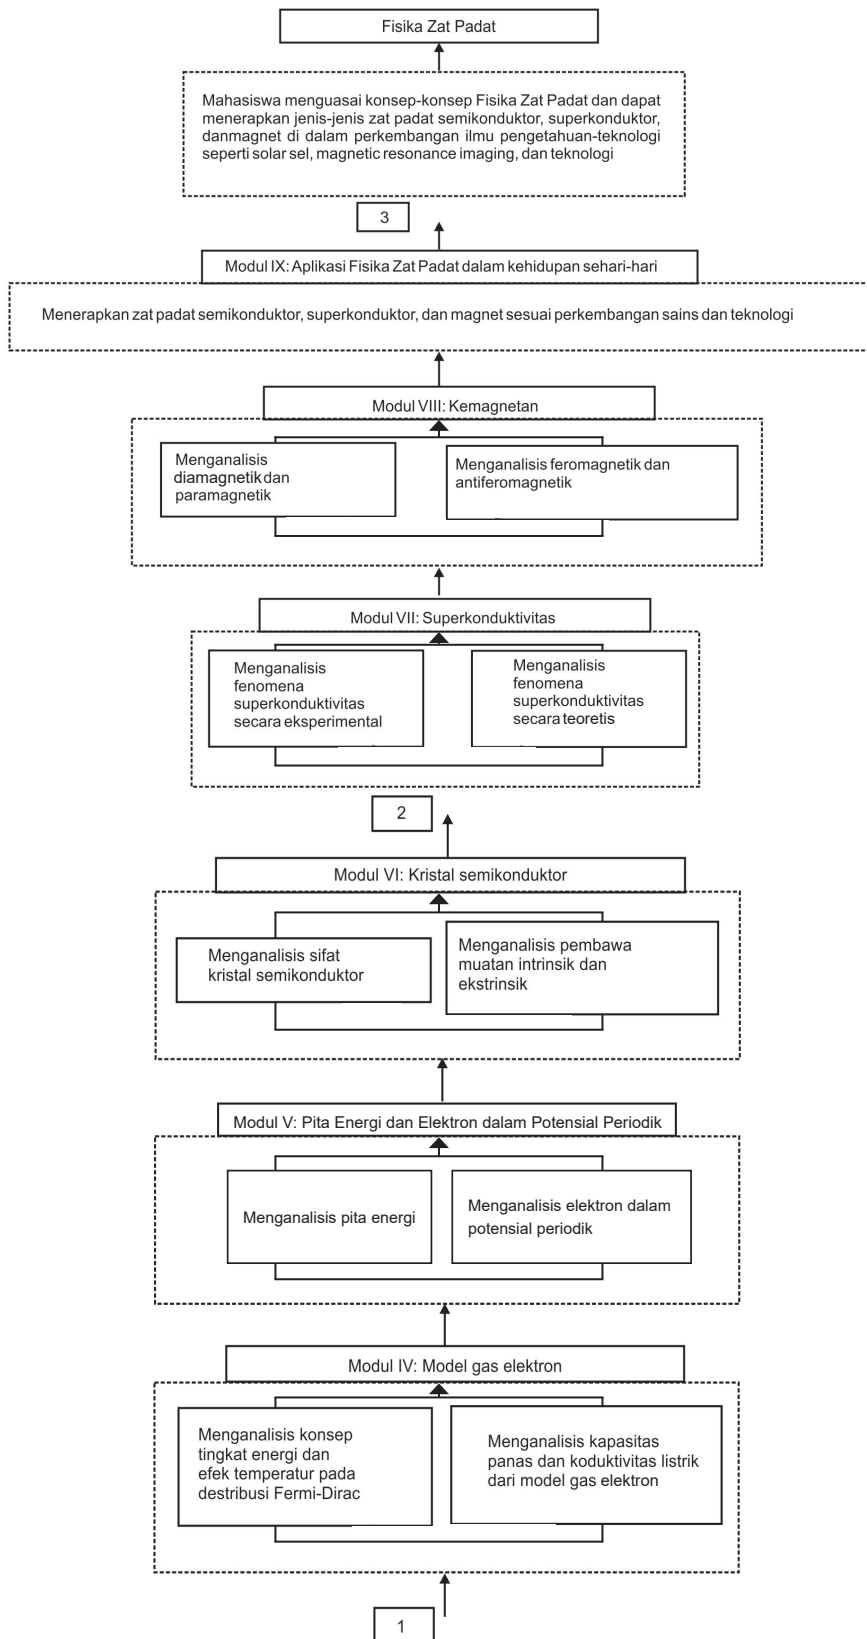 Fisika Zat Padat
Mahasiswa menguasai konsep-konsep Fisika Zat Padat dan dapat
menerapkan jenis-jenis zat padat semikonduktor, superkonduktor,
danmagnet di dalam perkembangan ilmu pengetahuan-teknologi
seperti solar sel, magnetic resonance imaging, dan teknologi
3
Modul IX: Aplikasi Fisika Zat Padat dalam kehidupan sehari-hari
Menerapkan zat padat semikonduktor, superkonduktor, dan magnet sesuai perkembangan sains dan teknologi
Modul VIII: Kemagnetan
Menganalisis
diamagnetik dan
paramagnetik
Menganalisis feromagnetik dan
antiferomagnetik
Modul VII: Superkonduktivitas
Menganalisis
fenomena
superkonduktivitas
secara eksperimental
Menganalisis
fenomena
superkonduktivitas
secara teoretis
2
Modul VI: Kristal semikonduktor
Menganalisis sifat
kristal semikonduktor
Menganalisis pembawa
muatan intrinsik dan
ekstrinsik
Modul V: Pita Energi dan Elektron dalam Potensial Periodik
Menganalisis pita energi
Menganalisis elektron dalam
potensial periodik
Modul IV: Model gas elektron
Menganalisis konsep
tingkat energi dan
efek temperatur pada
destribusi Fermi-Dirac
Menganalisis kapasitas
panas dan koduktivitas listrik
dari model gas elektron
1